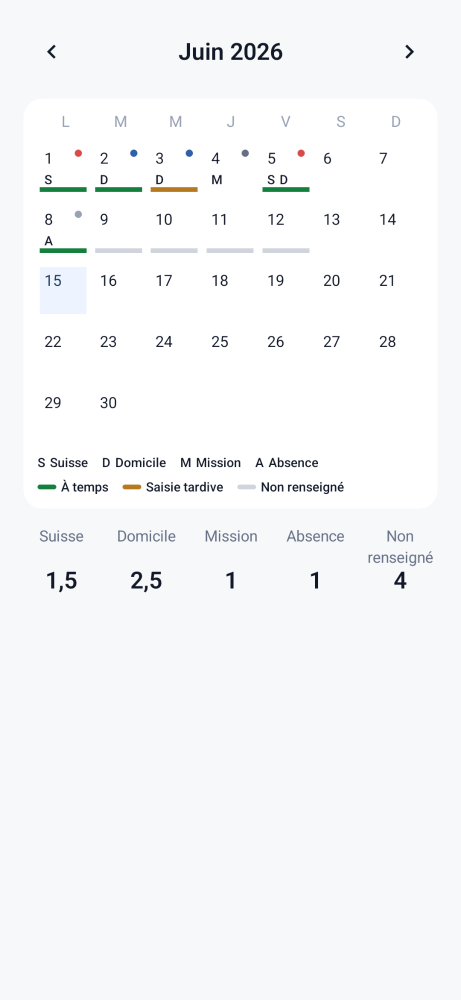 Juin 2026
L M M J V S D
1 2 3 4 5 6 7
S D D M S D
8 9 10 11 12 13 14
A
15 16 17 18 19 20 21
22 23 24 25 26 27 28
29 30
S Suisse D Domicile M Mission A Absence
À temps Saisie tardive Non renseigné
Suisse Domicile Mission Absence Non
renseigné
1,5 2,5 1 1 4